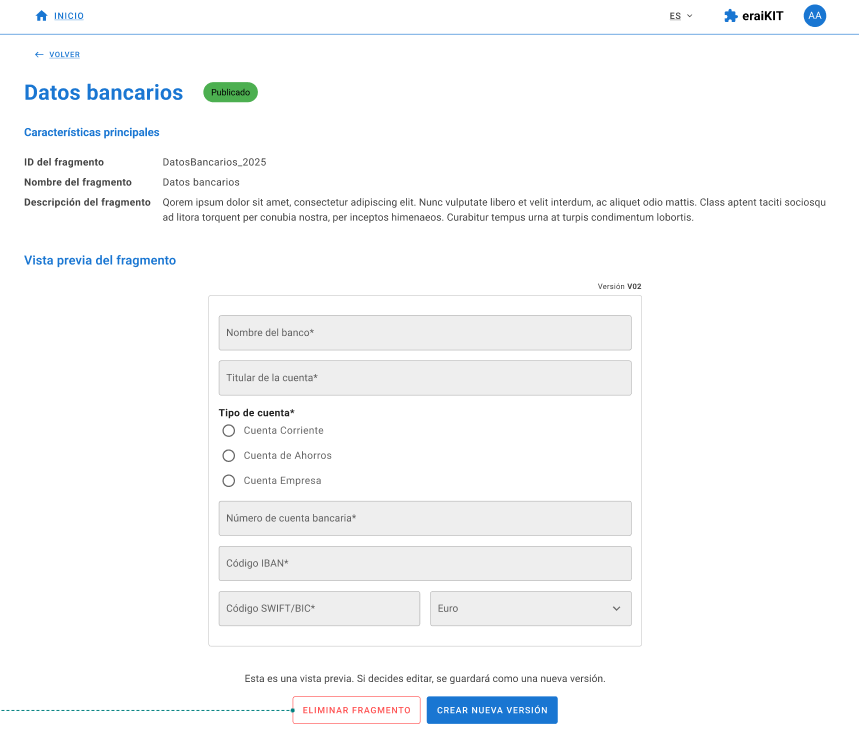 INICIO
ES
eraiKIT
AA
VOLVER
Datos bancarios
Publicado
Características principales
ID del fragmento DatosBancarios_2025
Nombre del fragmento Datos bancarios
Descripción del fragmento Qorem ipsum dolor sit amet, consectetur adipiscing elit. Nunc vulputate libero et velit interdum, ac aliquet odio mattis. Class aptent taciti sociosqu
ad litora torquent per conubia nostra, per inceptos himenaeos. Curabitur tempus urna at turpis condimentum lobortis.
Vista previa del fragmento
Versión V02
Nombre del banco*
Titular de la cuenta*
Tipo de cuenta*
Cuenta Corriente
Cuenta de Ahorros
Cuenta Empresa
Número de cuenta bancaria*
Código IBAN*
Código SWIFT/BIC*
Euro
Esta es una vista previa. Si decides editar, se guardará como una nueva versión.
ELIMINAR FRAGMENTO
CREAR NUEVA VERSIÓN